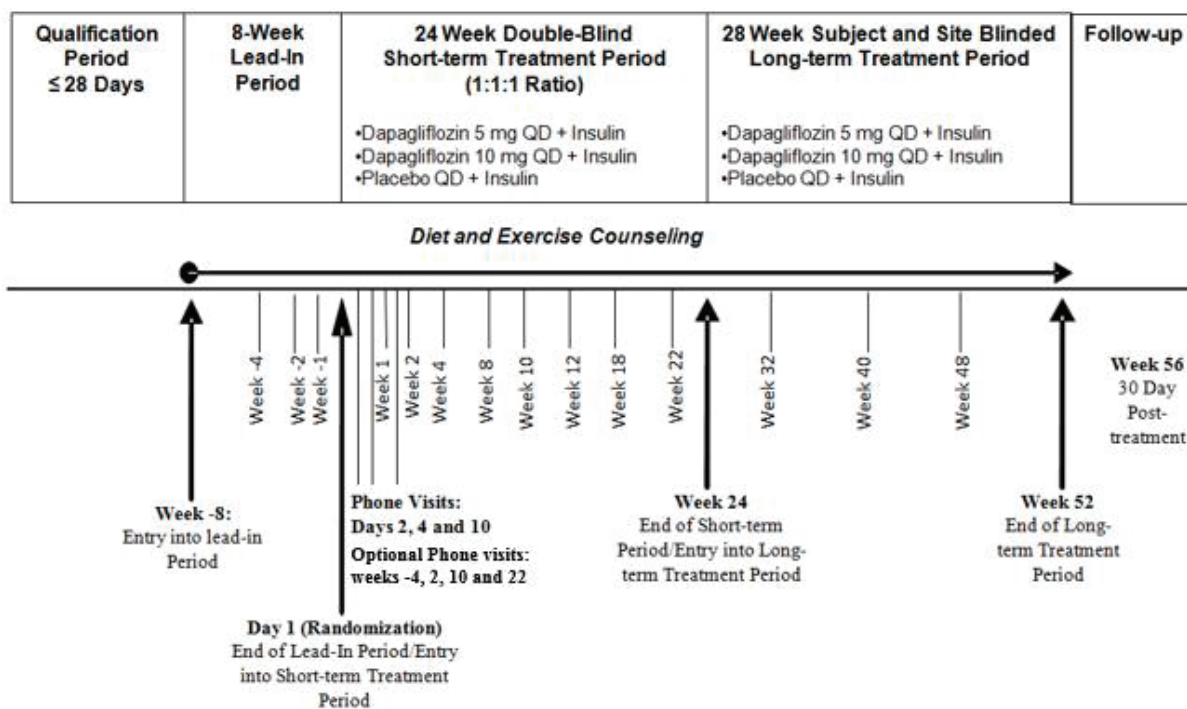 Qualification
Period
≤ 28 Days
8-Week
Lead-In
Period
24 Week Double-Blind
Short-term Treatment Period
(1:1:1 Ratio)
•Dapagliflozin 5 mg QD + Insulin
•Dapagliflozin 10 mg QD + Insulin
•Placebo QD + Insulin
28 Week Subject and Site Blinded
Long-term Treatment Period
•Dapagliflozin 5 mg QD + Insulin
•Dapagliflozin 10 mg QD + Insulin
•Placebo QD + Insulin
Follow-up
Diet and Exercise Counseling
Week -4
Week -2
Week -1
Week 1
Week 2
Week 4
Week 8
Week 10
Week 12
Week 18
Week 22
Week 32
Week 40
Week 48
Week 56
30 Day
Post-
treatment
Week -8:
Entry into lead-in
Period
Phone Visits:
Days 2, 4 and 10
Optional Phone visits:
weeks -4, 2, 10 and 22
Week 24
End of Short-term
Period/Entry into Long-
term Treatment Period
Week 52
End of Long-
term Treatment
Period
Day 1 (Randomization)
End of Lead-In Period/Entry
into Short-term Treatment
Period